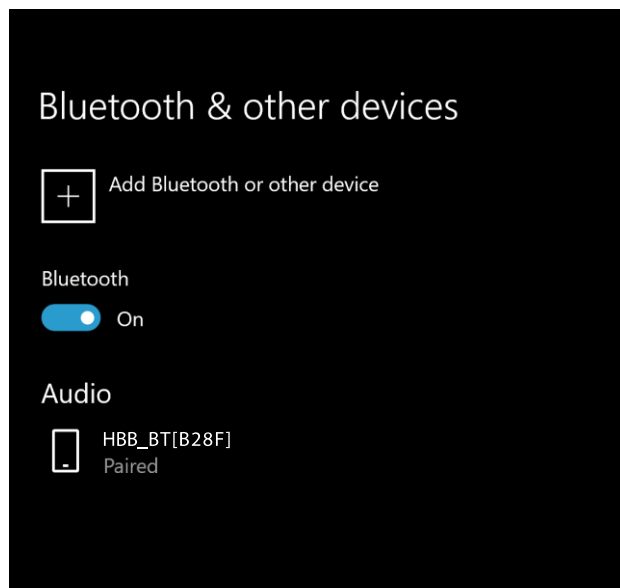 Bluetooth & other devices
Add Bluetooth or other device
Bluetooth
On
Audio
HBB_BT[B28F]
Paired